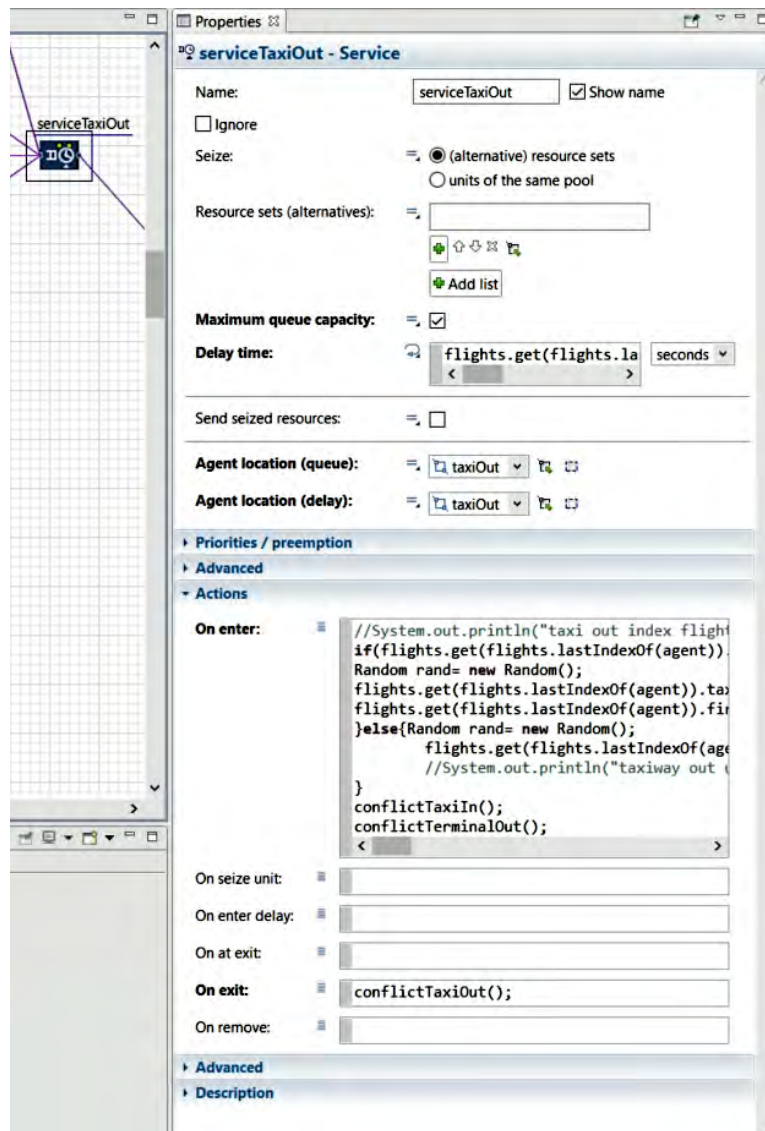 Properties
serviceTaxiOut - Service
Name:
serviceTaxiOut
Show name
Ignore
Seize:
(alternative) resource sets
units of the same pool
Resource sets (alternatives):
Add list
Maximum queue capacity:
Delay time:
flights.get(flights.la
seconds
Send seized resources:
Agent location (queue):
taxiOut
Agent location (delay):
taxiOut
Priorities / preemption
Advanced
Actions
On enter:
//System.out.println("taxi out index flight
if(flights.get(flights.lastIndexOf(agent)).
Random rand= new Random();
flights.get(flights.lastIndexOf(agent)).tax
flights.get(flights.lastIndexOf(agent)).fir
}else{Random rand= new Random();
flights.get(flights.lastIndexOf(age
//System.out.println("taxiway out
}
conflictTaxiIn();
conflictTerminalOut();
On seize unit:
On enter delay:
On at exit:
On exit:
conflictTaxiOut();
On remove:
Advanced
Description
serviceTaxiOut